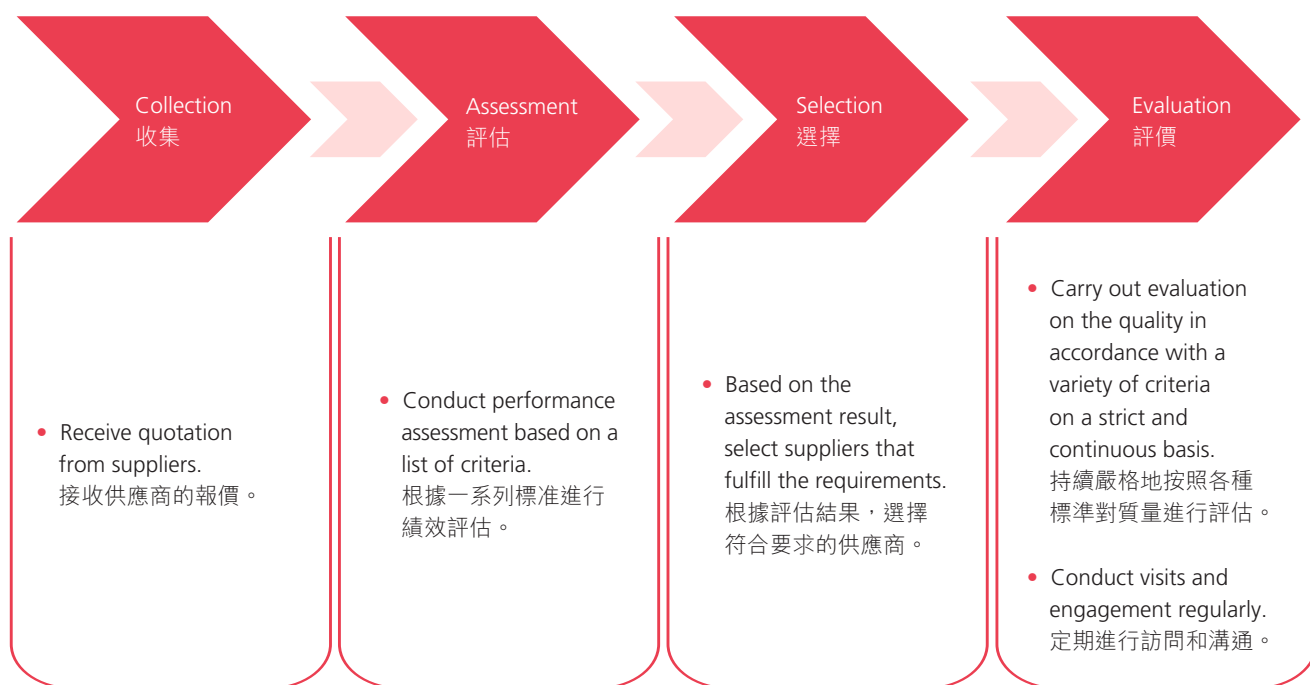 Collection
收集
Assessment
評估
Selection
選擇
Evaluation
評價
• Receive quotation
from suppliers.
接收供應商的報價。
• Conduct performance
assessment based on a
list of criteria.
根據一系列標准進行
績效評估。
• Based on the
assessment result,
select suppliers that
fulfill the requirements.
根據評估結果，選擇
符合要求的供應商。
• Carry out evaluation
on the quality in
accordance with a
variety of criteria
on a strict and
continuous basis.
持續嚴格地按照各種
標準對質量進行評估。
• Conduct visits and
engagement regularly.
定期進行訪問和溝通。